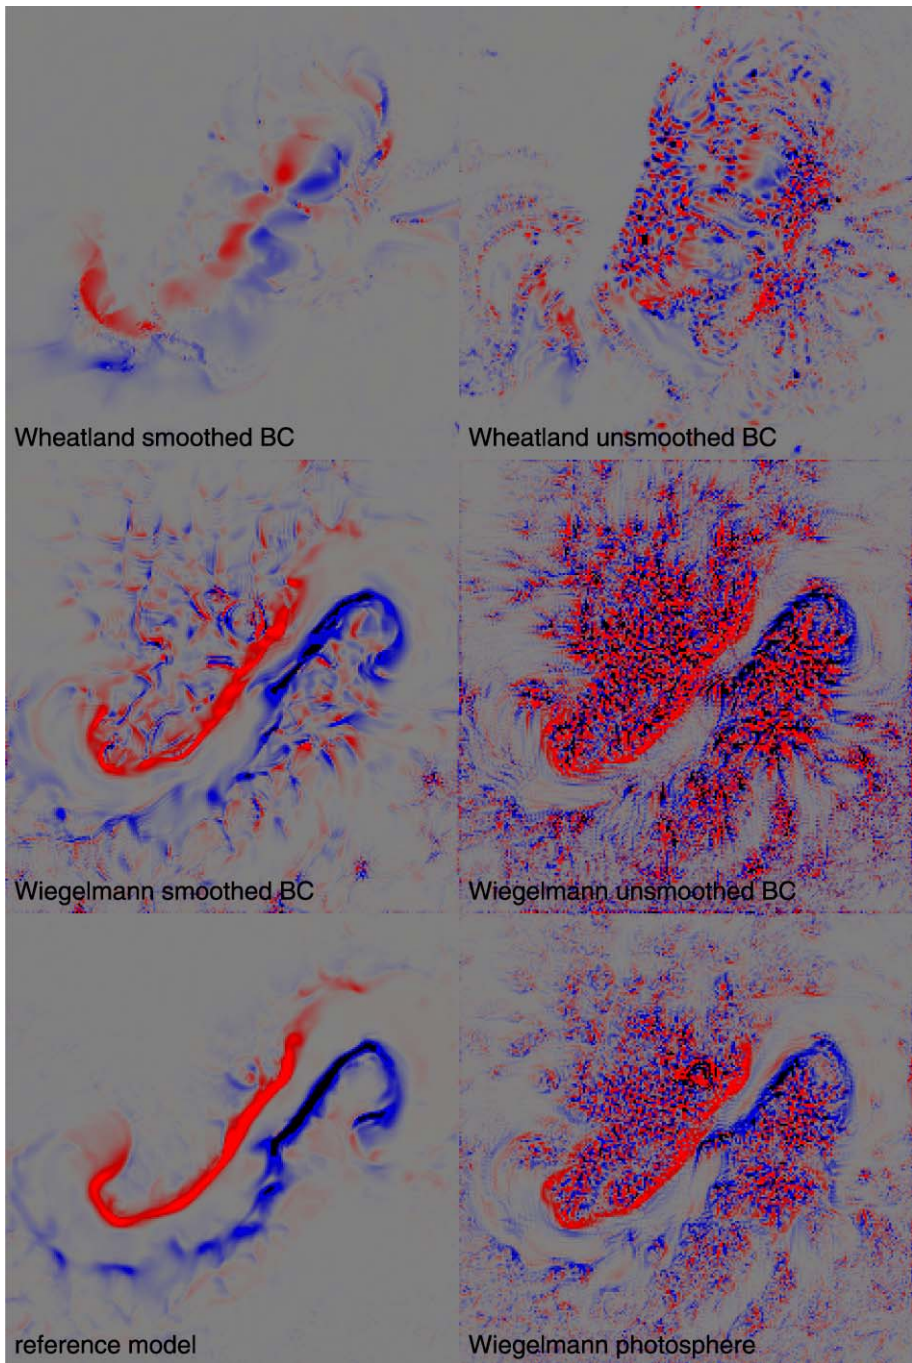 Wheatland smoothed BC
Wheatland unsmoothed BC
Wiegelmann smoothed BC
Wiegelmann unsmoothed BC
reference model
Wiegelmann photosphere